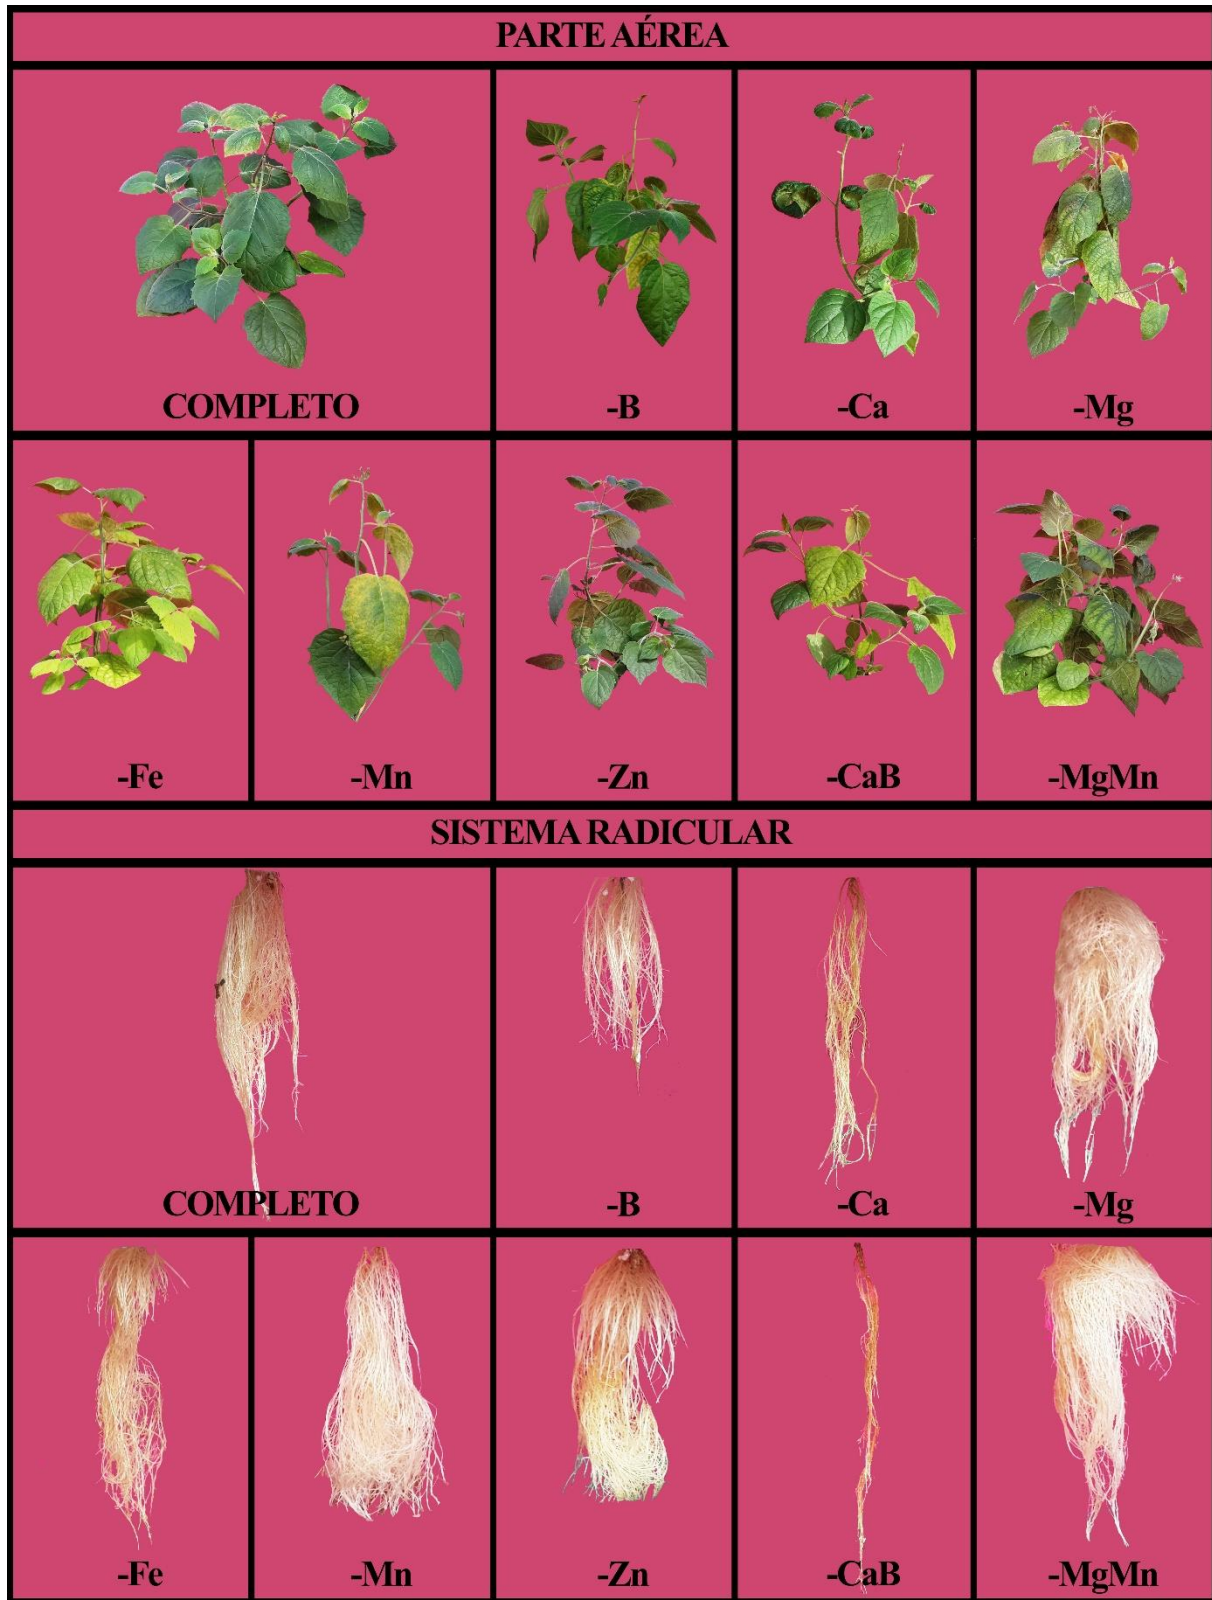 PARTE AÉREA
COMPLETO
-B
-Ca
-Mg
-Fe
-Mn
-Zn
-CaB
-MgMn
SISTEMA RADICULAR
COMPLETO
-B
-Ca
-Mg
-Fe
-Mn
-Zn
-CaB
-MgMn